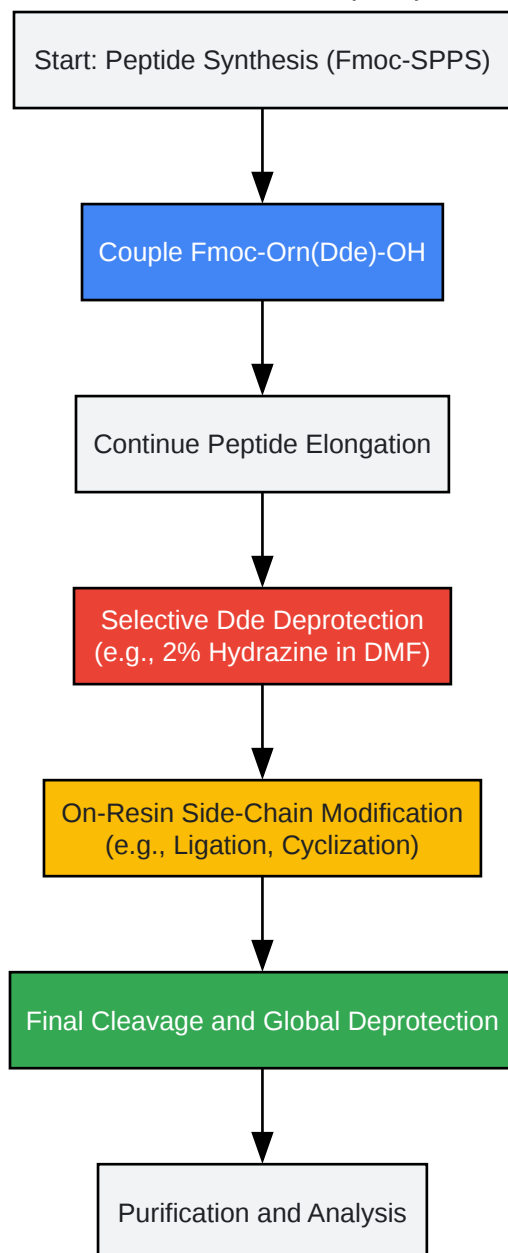 Start: Peptide Synthesis (Fmoc-SPPS)
Couple Fmoc-Orn(Dde)-OH
Continue Peptide Elongation
Selective Dde Deprotection
(e.g., 2% Hydrazine in DMF)
On-Resin Side-Chain Modification
(e.g., Ligation, Cyclization)
Final Cleavage and Global Deprotection
Purification and Analysis